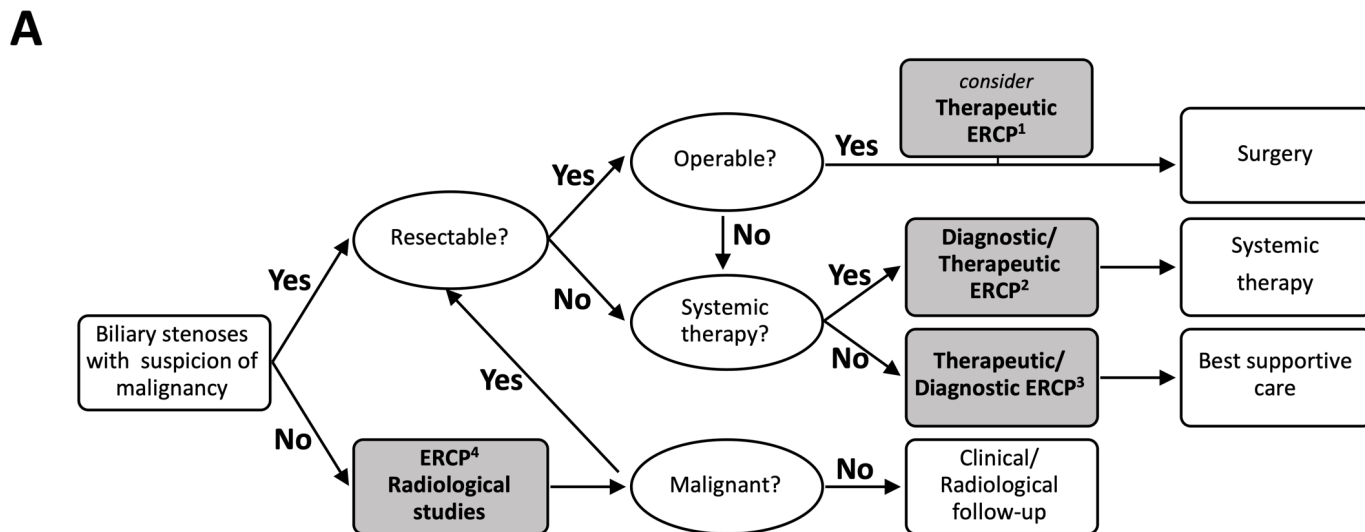 A
consider
Therapeutic
ERCP¹
Yes
Operable?
Surgery
Yes
Resectable?
No
Diagnostic/
Therapeutic
ERCP²
Systemic
therapy
Yes
Yes
No
Systemic
therapy?
Biliary stenoses
with suspicion of
malignancy
No
Therapeutic/
Diagnostic ERCP³
Best supportive
care
Yes
No
ERCP⁴
Radiological
studies
Malignant?
No
Clinical/
Radiological
follow-up